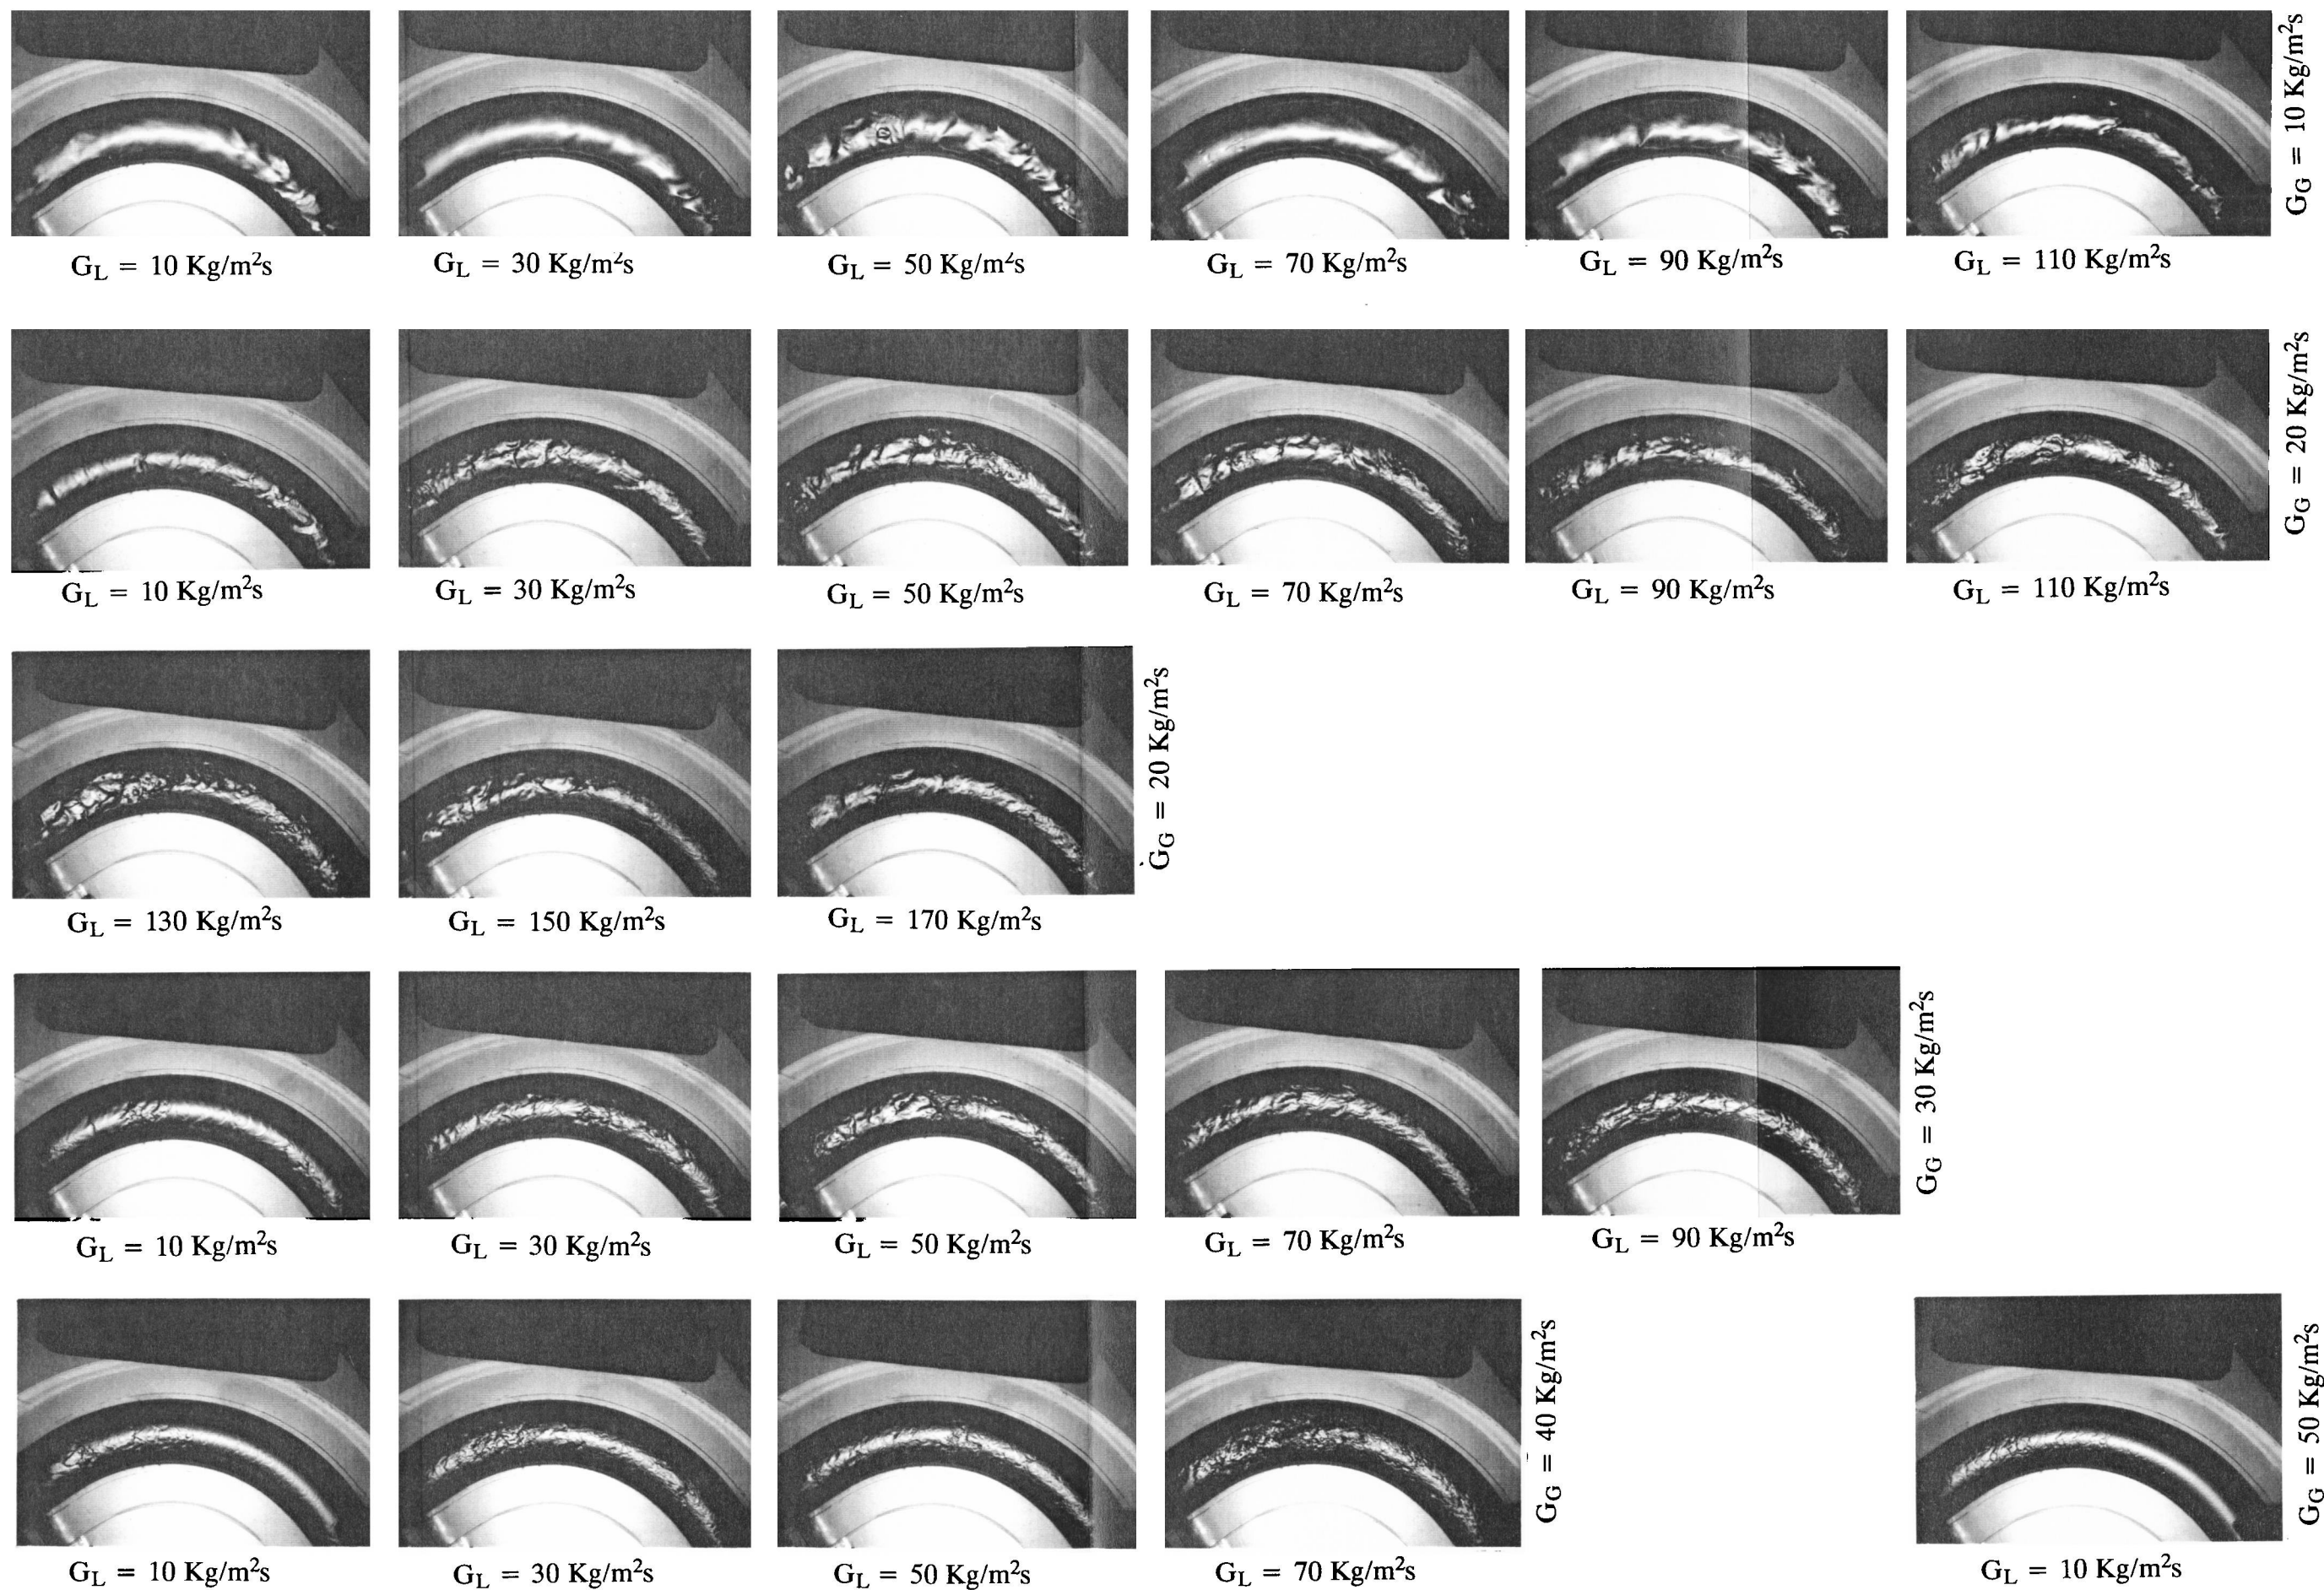 G_G = 10 Kg/m²s
G_L = 10 Kg/m²s
G_L = 30 Kg/m²s
G_L = 50 Kg/m²s
G_L = 70 Kg/m²s
G_L = 90 Kg/m²s
G_L = 110 Kg/m²s
G_G = 20 Kg/m²s
G_L = 10 Kg/m²s
G_L = 30 Kg/m²s
G_L = 50 Kg/m²s
G_L = 70 Kg/m²s
G_L = 90 Kg/m²s
G_L = 110 Kg/m²s
G_G = 20 Kg/m²s
G_L = 130 Kg/m²s
G_L = 150 Kg/m²s
G_L = 170 Kg/m²s
G_G = 30 Kg/m²s
G_L = 10 Kg/m²s
G_L = 30 Kg/m²s
G_L = 50 Kg/m²s
G_L = 70 Kg/m²s
G_L = 90 Kg/m²s
G_G = 40 Kg/m²s
G_G = 50 Kg/m²s
G_L = 10 Kg/m²s
G_L = 30 Kg/m²s
G_L = 50 Kg/m²s
G_L = 70 Kg/m²s
G_L = 10 Kg/m²s